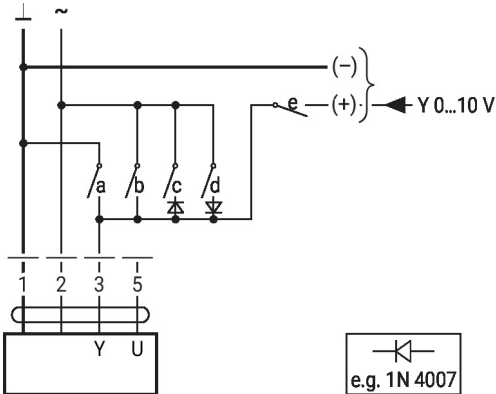 ⊥ ~
(–)
e (+) Y 0...10 V
a b c d
1 2 3 5
Y U
e.g. 1N 4007